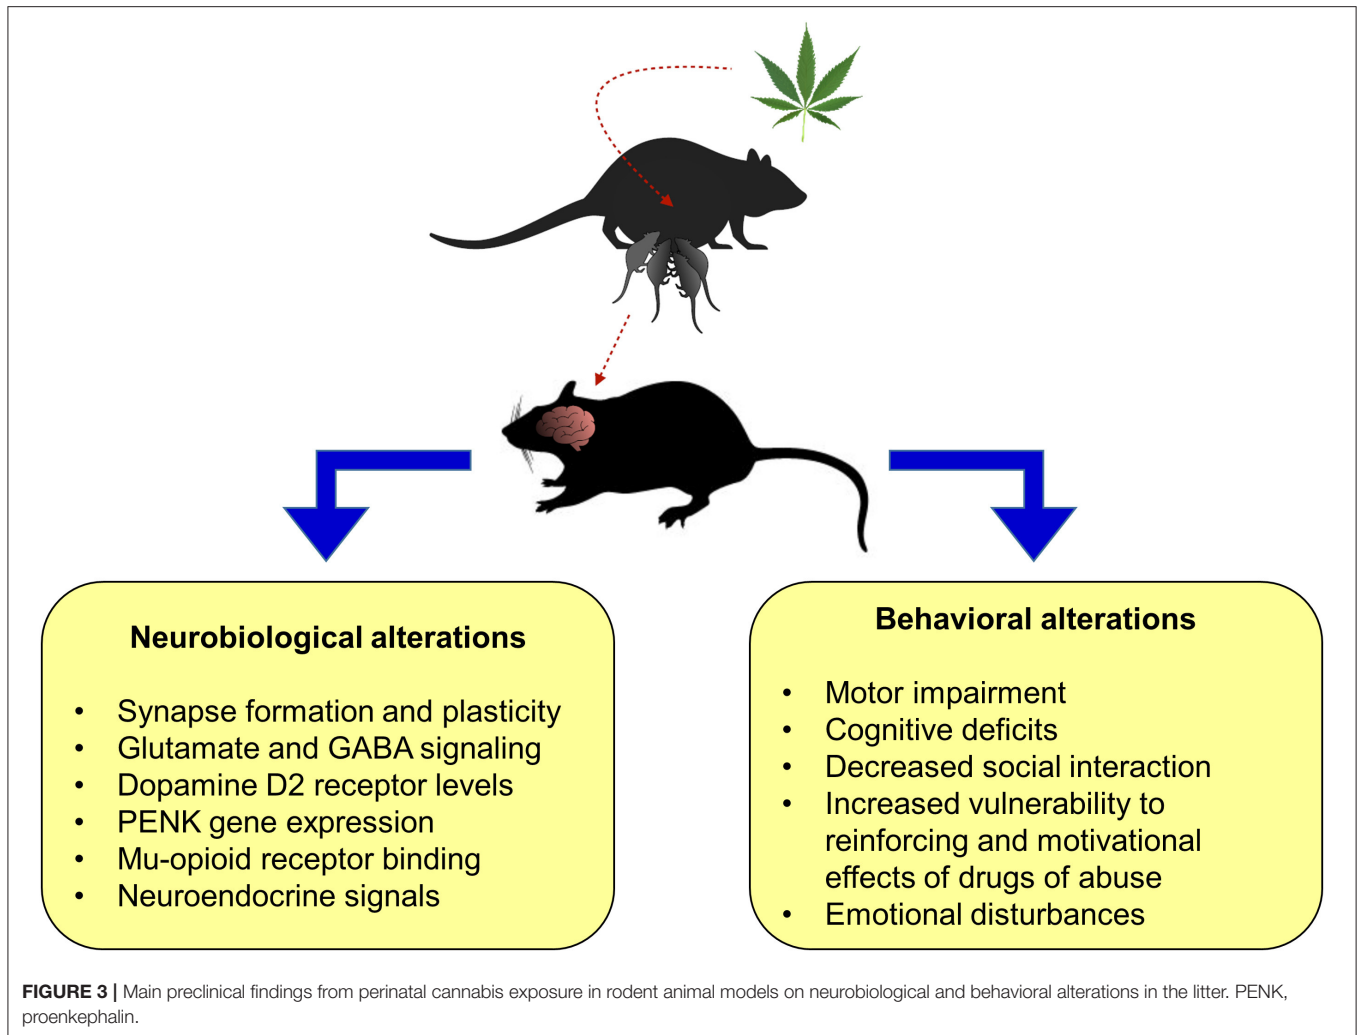 Neurobiological alterations
• Synapse formation and plasticity
• Glutamate and GABA signaling
• Dopamine D2 receptor levels
• PENK gene expression
• Mu-opioid receptor binding
• Neuroendocrine signals
Behavioral alterations
• Motor impairment
• Cognitive deficits
• Decreased social interaction
• Increased vulnerability to
reinforcing and motivational
effects of drugs of abuse
• Emotional disturbances
FIGURE 3 | Main preclinical findings from perinatal cannabis exposure in rodent animal models on neurobiological and behavioral alterations in the litter. PENK,
proenkephalin.